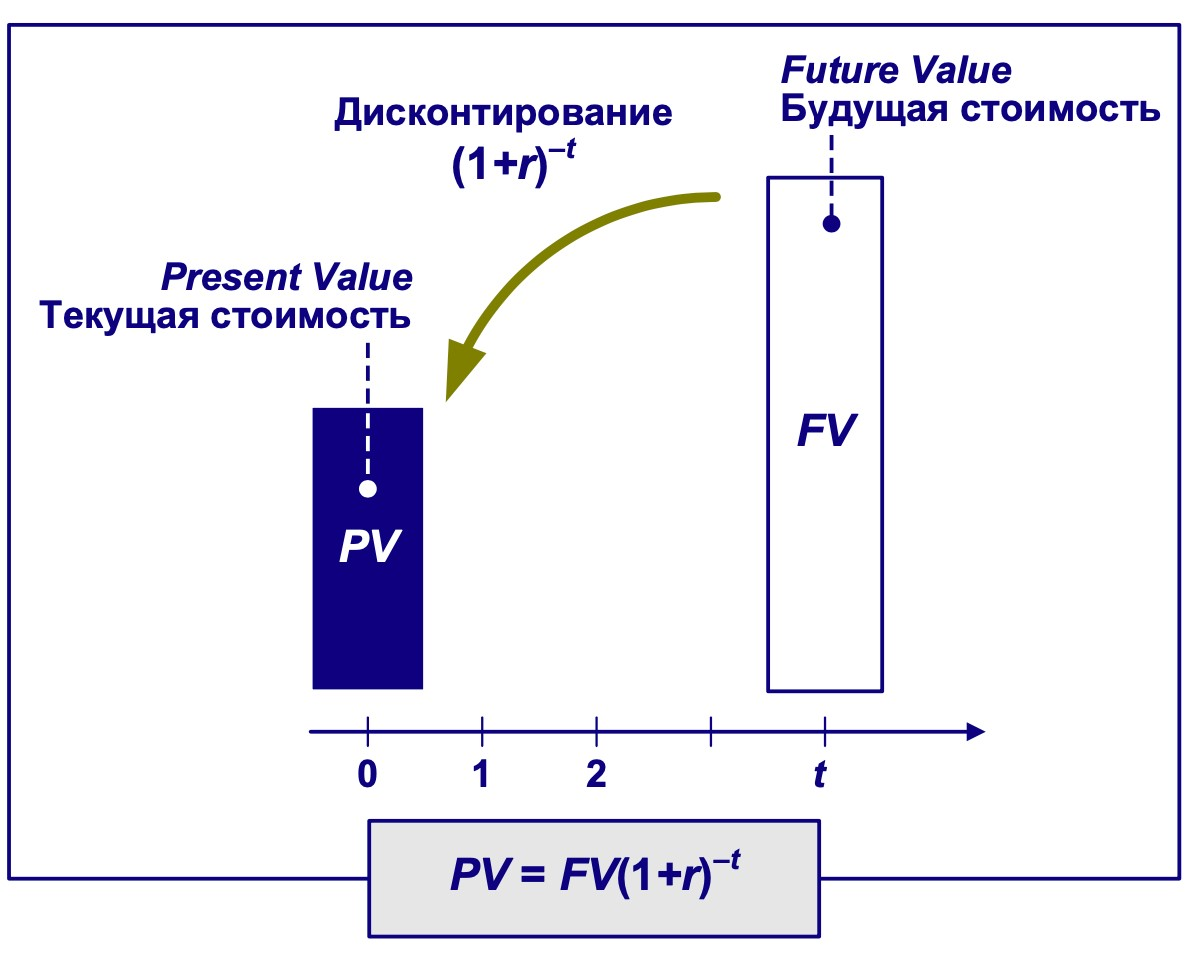 Future Value
Будущая стоимость
Дисконтирование
(1+r)⁻ᵗ
Present Value
Текущая стоимость
FV
PV
0 1 2 t
PV = FV(1+r)⁻ᵗ